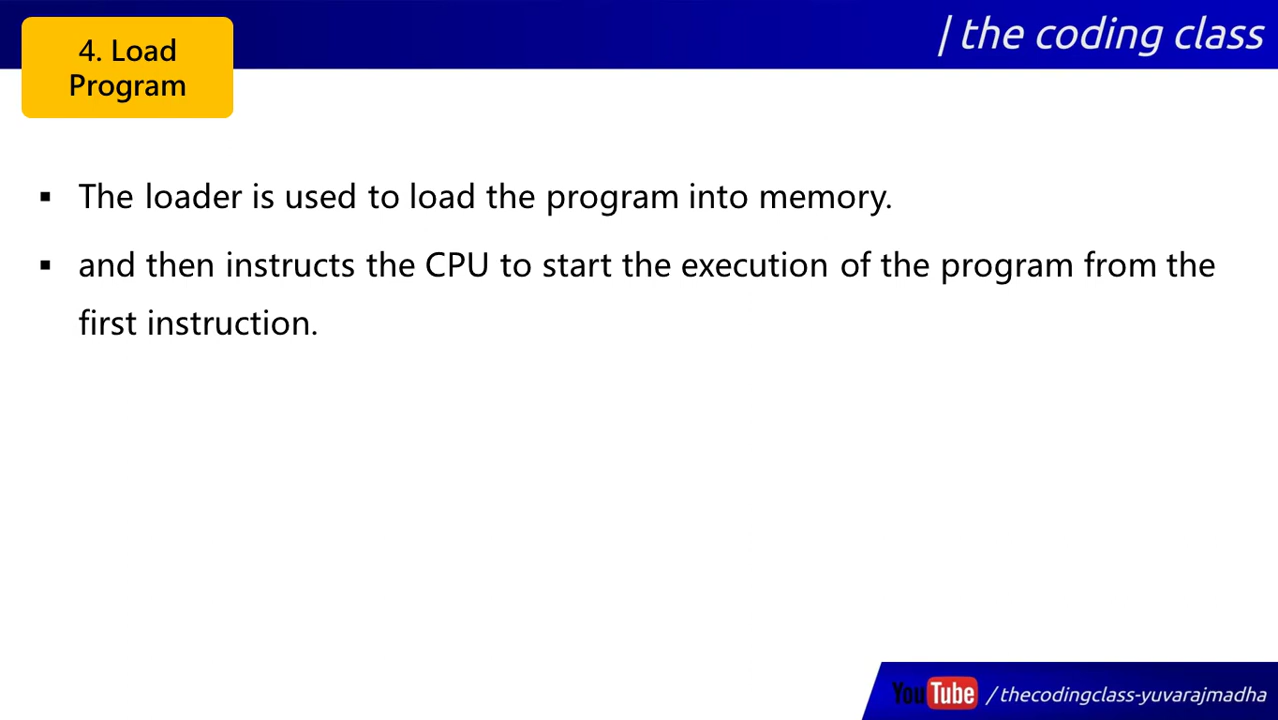 4. Load
Program
| the coding class
▪ The loader is used to load the program into memory.
▪ and then instructs the CPU to start the execution of the program from the
first instruction.
YouTube / thecodingclass-yuvarajmadha